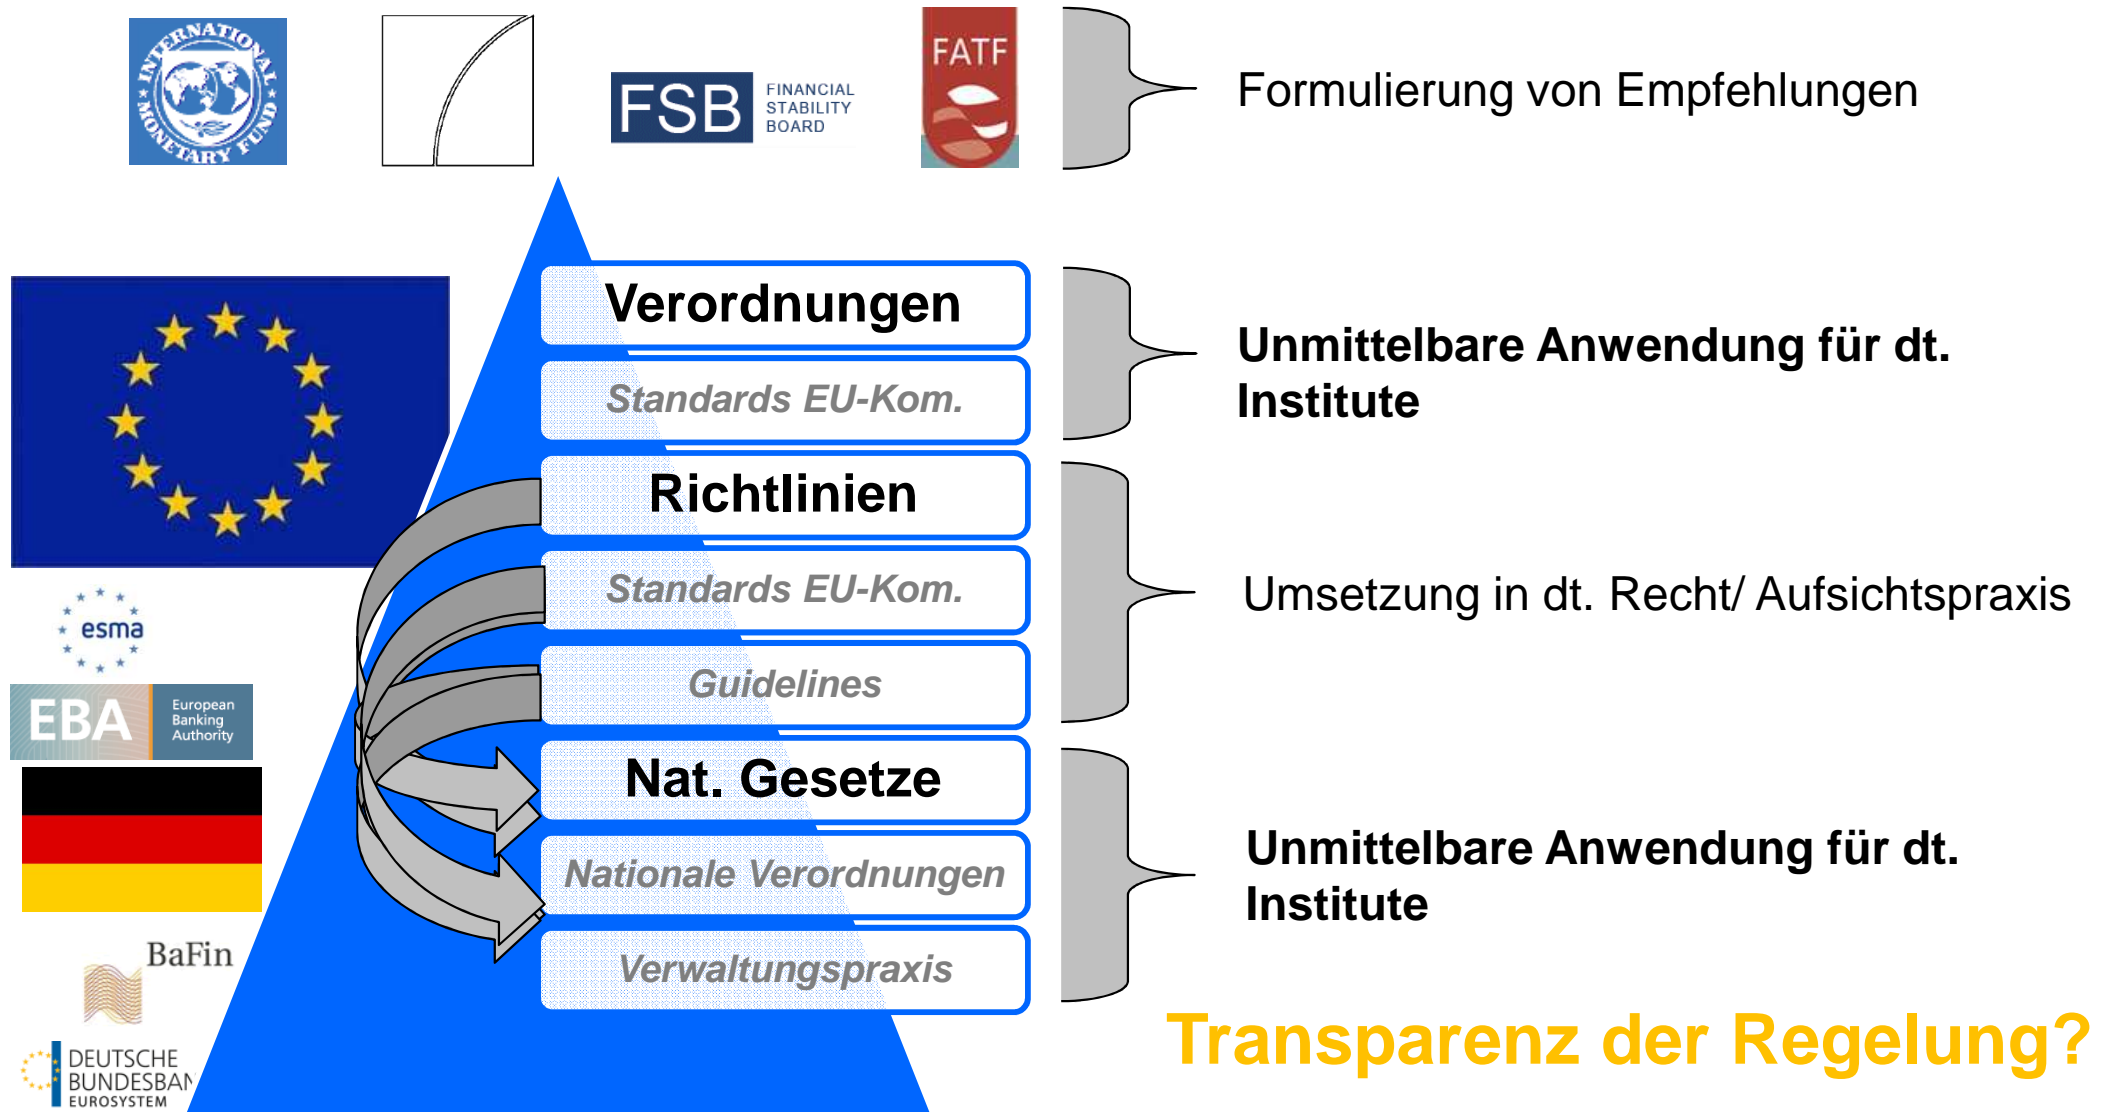 INTERNATIONAL MONETARY FUND
FSB
FINANCIAL
STABILITY
BOARD
FATF
Formulierung von Empfehlungen
Verordnungen
Standards EU-Kom.
Unmittelbare Anwendung für dt.
Institute
Richtlinien
Standards EU-Kom.
Guidelines
Umsetzung in dt. Recht/ Aufsichtspraxis
esma
EBA
European
Banking
Authority
Nat. Gesetze
Nationale Verordnungen
Verwaltungspraxis
Unmittelbare Anwendung für dt.
Institute
BaFin
DEUTSCHE
BUNDESBAN
EUROSYSTEM
Transparenz der Regelung?